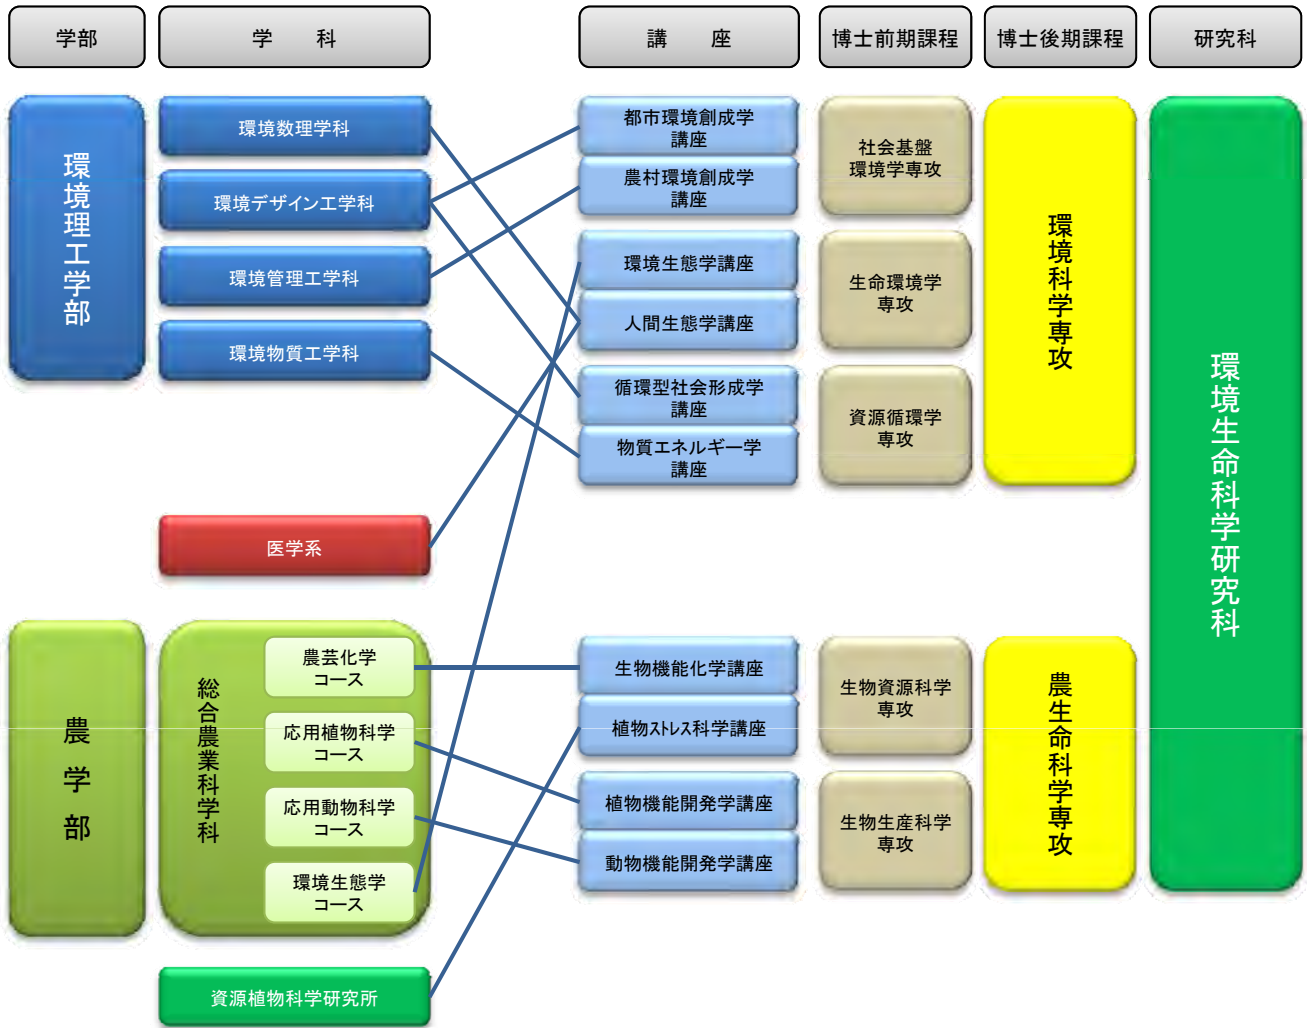 学部
学　科
講　座
博士前期課程
博士後期課程
研究科
環境理工学部
環境数理学科
環境デザイン工学科
環境管理工学科
環境物質工学科
医学系
農学部
総合農業科学科
農芸化学
コース
応用植物科学
コース
応用動物科学
コース
環境生態学
コース
資源植物科学研究所
都市環境創成学
講座
農村環境創成学
講座
環境生態学講座
人間生態学講座
循環型社会形成学
講座
物質エネルギー学
講座
生物機能化学講座
植物ストレス科学講座
植物機能開発学講座
動物機能開発学講座
社会基盤
環境学専攻
生命環境学
専攻
資源循環学
専攻
生物資源科学
専攻
生物生産科学
専攻
環境科学専攻
農生命科学専攻
環境生命科学研究科